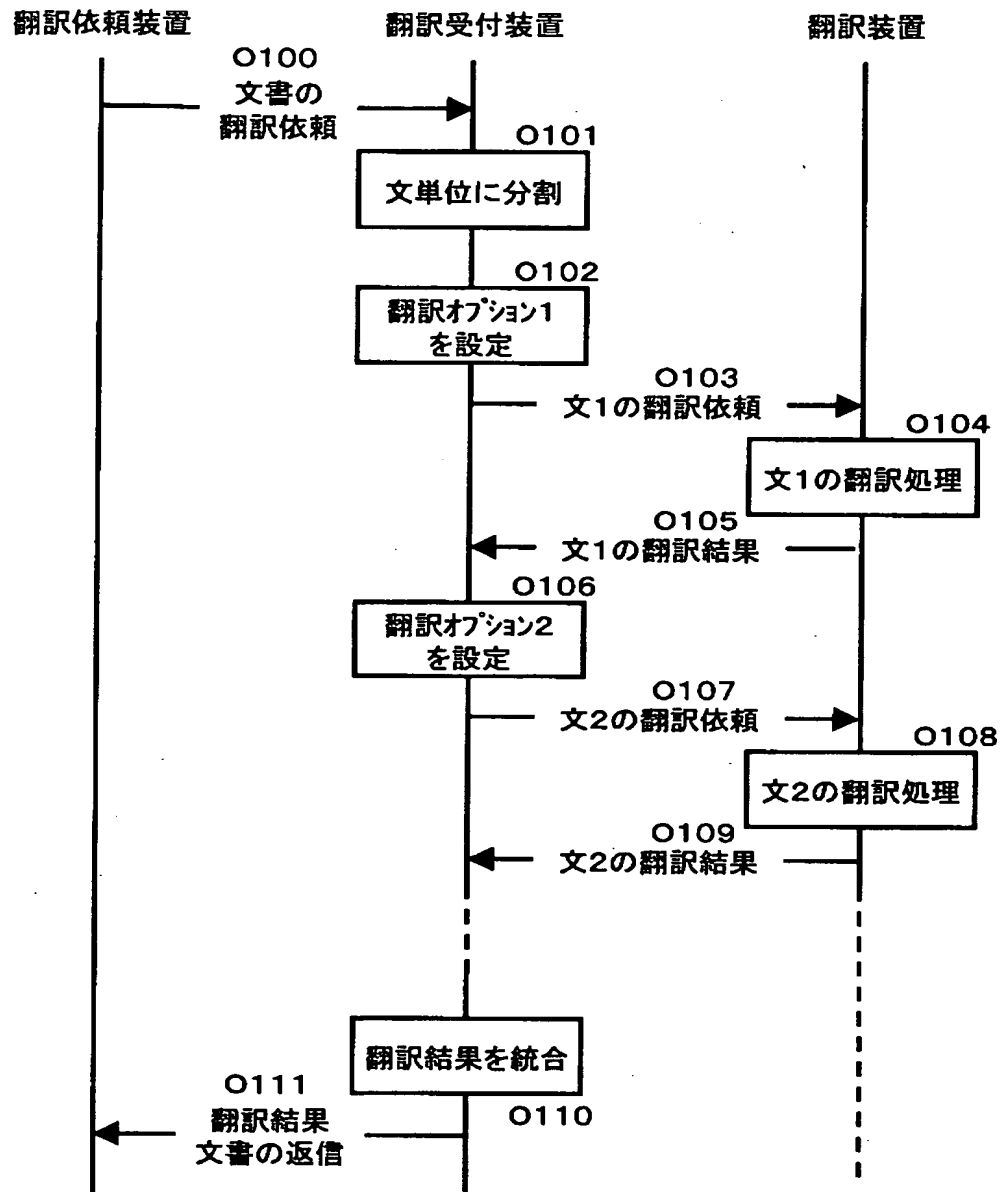 翻訳依頼装置
翻訳受付装置
翻訳装置
O100
文書の
翻訳依頼
O101
文単位に分割
O102
翻訳ｵﾌﾟｼｮﾝ1
を設定
O103
文1の翻訳依頼
O104
文1の翻訳処理
O105
文1の翻訳結果
O106
翻訳ｵﾌﾟｼｮﾝ2
を設定
O107
文2の翻訳依頼
O108
文2の翻訳処理
O109
文2の翻訳結果
翻訳結果を統合
O110
O111
翻訳結果
文書の返信